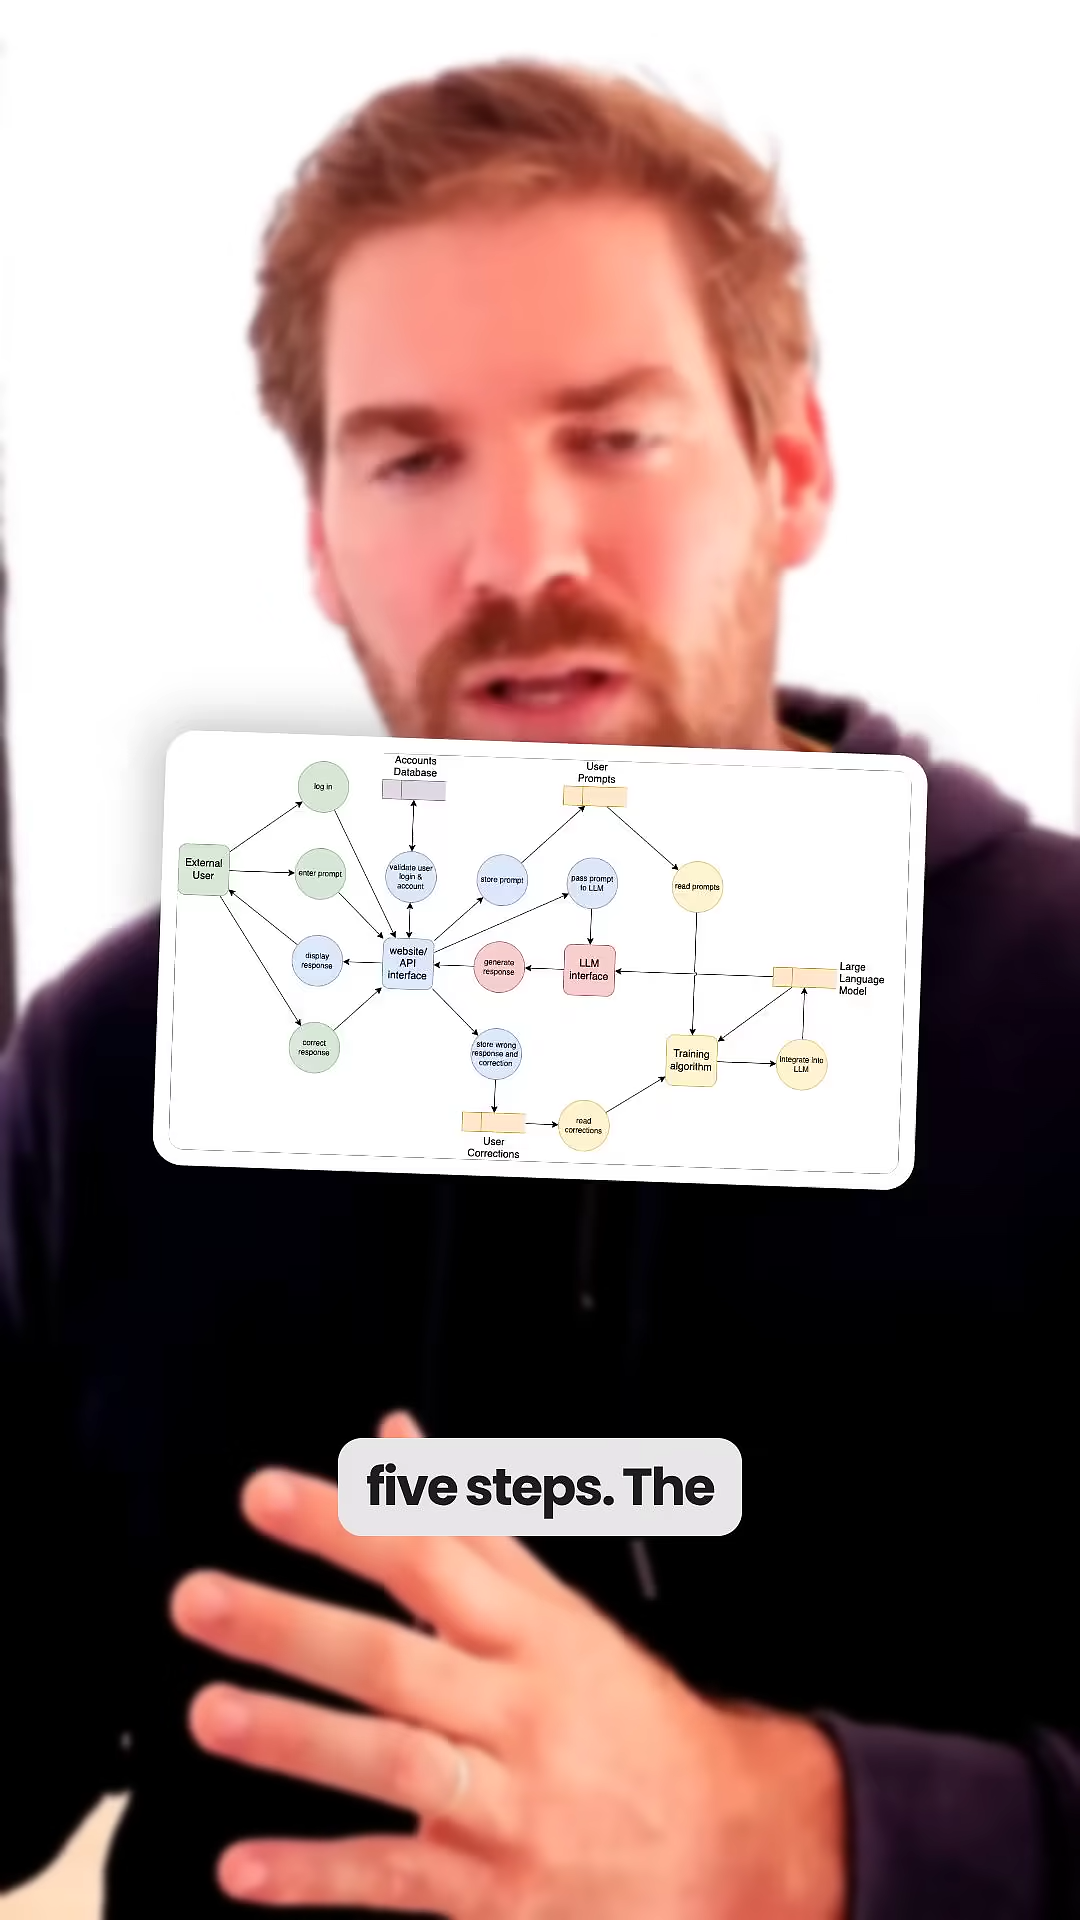 Accounts
Database
User
Prompts
log in
External
User
enter prompt
validate user
login &
account
store prompt
pass prompt
to LLM
read prompts
display
response
website/
API
interface
generate
response
LLM
interface
Large
Language
Model
correct
response
store wrong
response and
correction
Training
algorithm
integrate into
LLM
User
Corrections
read
corrections
five steps. The